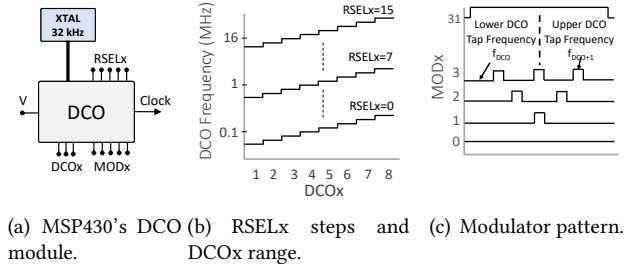 XTAL
32 kHz
RSELx
V
DCO
Clock
DCOx
MODx
DCO Frequency (MHz)
16
1
0.1
RSELx=15
RSELx=7
RSELx=0
1 2 3 4 5 6 7 8
DCOx
MODx
31
Lower DCO
Tap Frequency
fDCO
Upper DCO
Tap Frequency
fDCO+1
3
2
1
0
(a) MSP430's DCO
module.
(b) RSELx steps and
DCOx range.
(c) Modulator pattern.